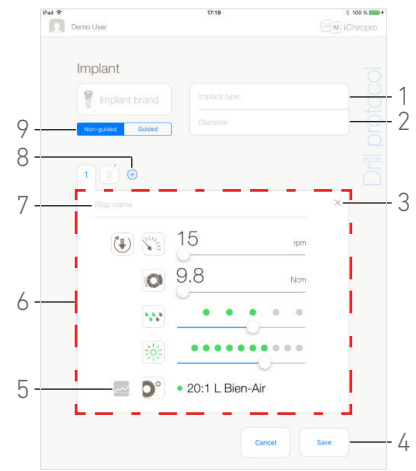 iPad 17:19 100 %
Demo User iChiropro
Implant
Drill protocol
Implant brand
Implant type
Diameter
1
2
9 Non-guided Guided
8
1 2
7 Step name × 3
15 rpm
9.8 Ncm
6
5 20:1 L Bien-Air
Cancel Save 4